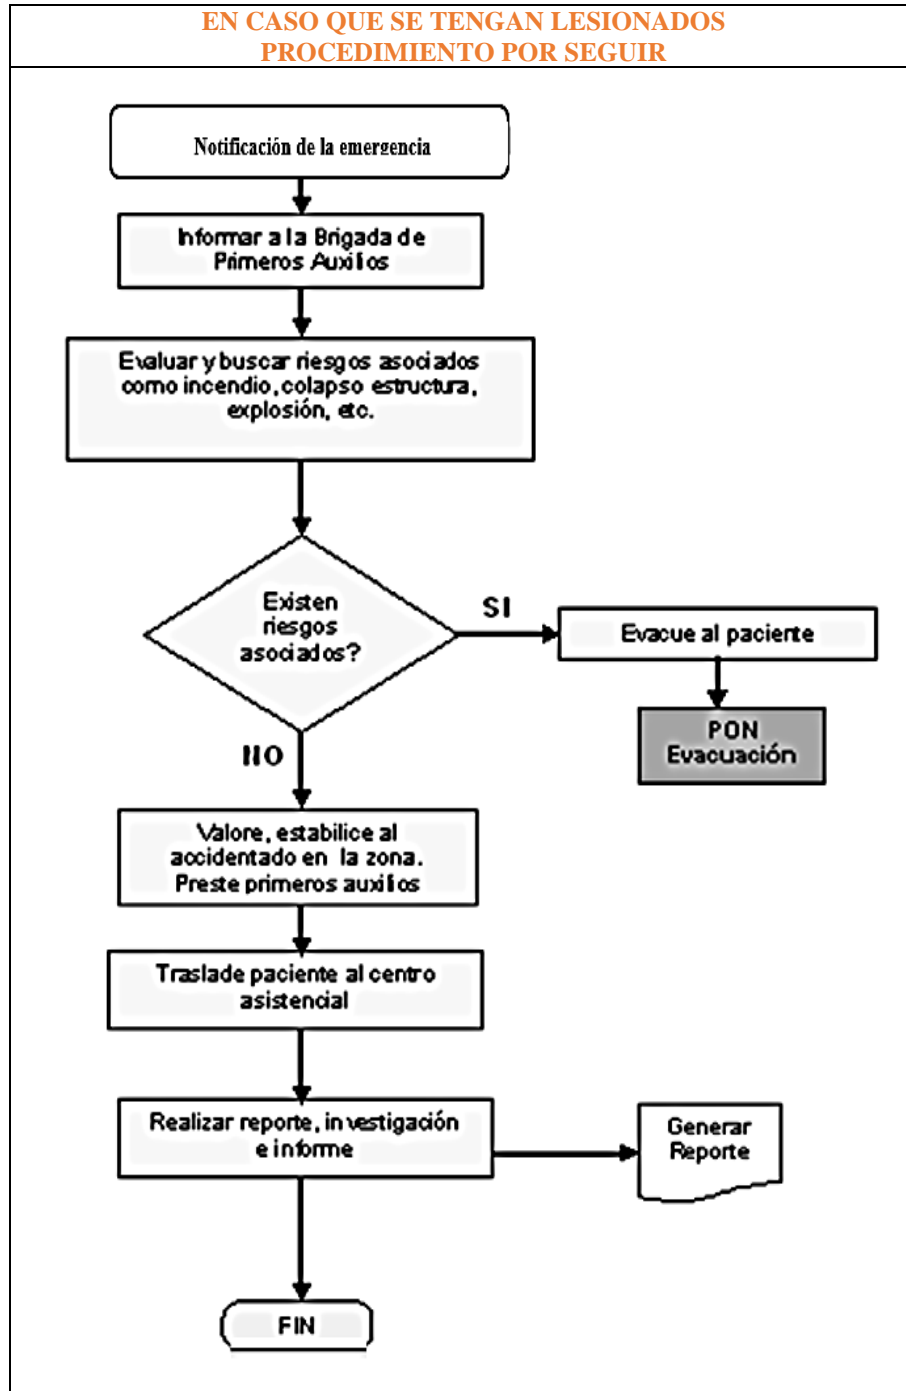 EN CASO QUE SE TENGAN LESIONADOS
PROCEDIMIENTO POR SEGUIR
Notificación de la emergencia
Informar a la Brigada de
Primeros Auxilios
Evaluar y buscar riesgos asociados
como incendio, colapso estructura,
explosión, etc.
Existen
riesgos
asociados?
SI
Evacue al paciente
PON
Evacuación
NO
Valore, estabilice al
accidentado en la zona.
Preste primeros auxilios
Traslade paciente al centro
asistencial
Realizar reporte, investigación
e informe
Generar
Reporte
FIN